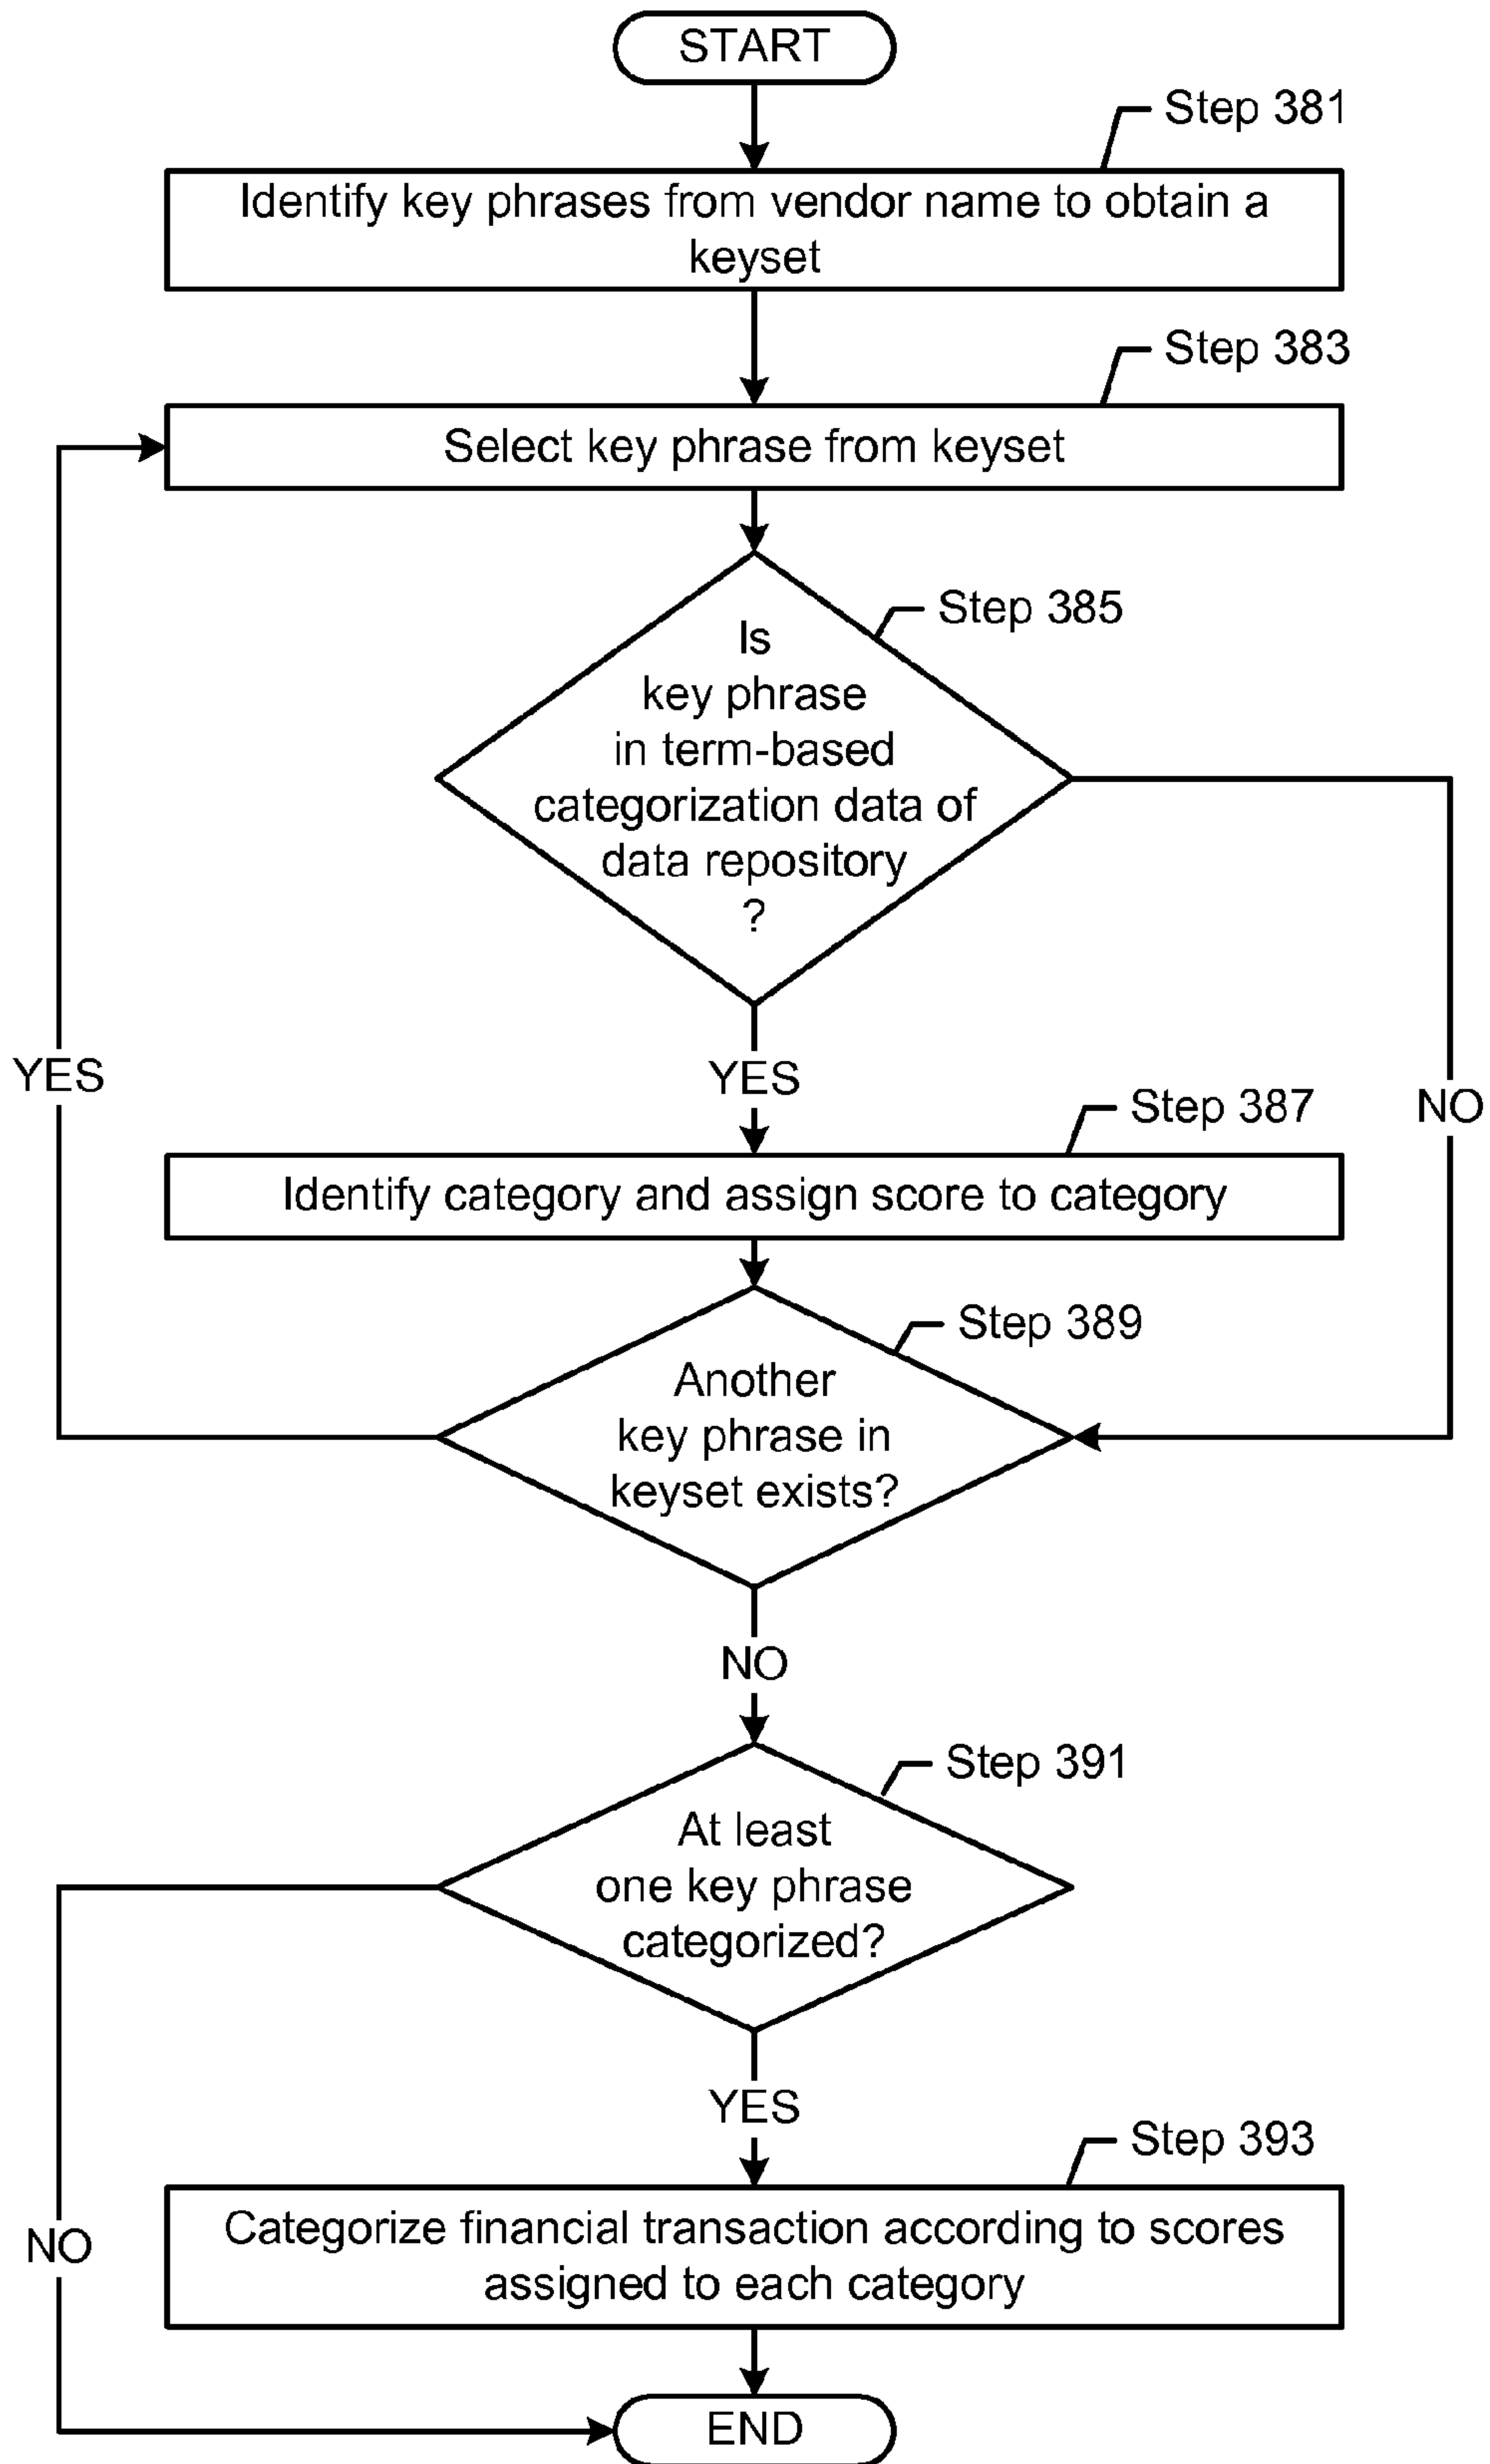 START
Step 381
Identify key phrases from vendor name to obtain a
keyset
Step 383
Select key phrase from keyset
Step 385
Is
key phrase
in term-based
categorization data of
data repository
?
YES
YES
NO
Step 387
Identify category and assign score to category
Step 389
Another
key phrase in
keyset exists?
NO
Step 391
At least
one key phrase
categorized?
YES
Step 393
Categorize financial transaction according to scores
assigned to each category
NO
END